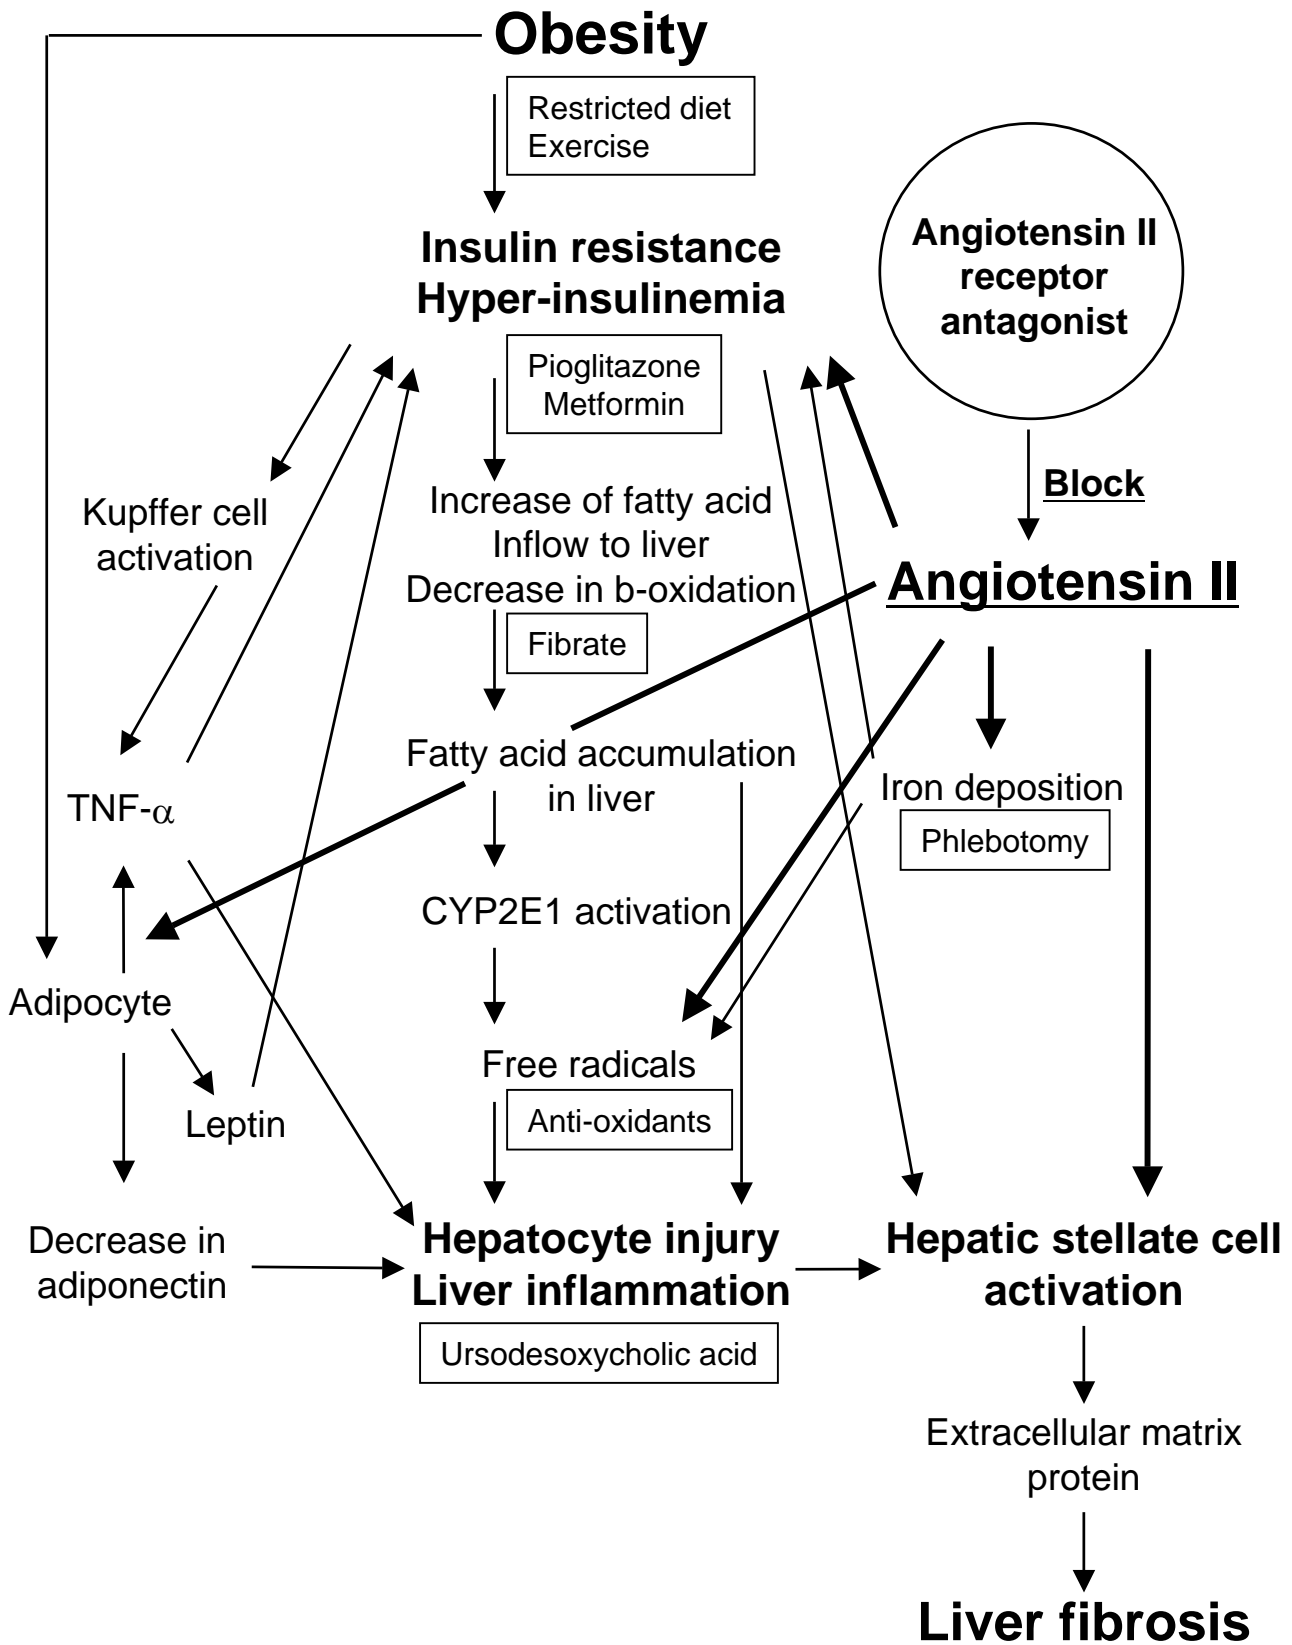 Obesity
Restricted diet
Exercise
Insulin resistance
Hyper-insulinemia
Angiotensin II
receptor
antagonist
Pioglitazone
Metformin
Block
Kupffer cell
activation
Increase of fatty acid
Inflow to liver
Decrease in b-oxidation
Angiotensin II
Fibrate
Fatty acid accumulation
in liver
TNF-α
Iron deposition
Phlebotomy
CYP2E1 activation
Adipocyte
Free radicals
Leptin
Anti-oxidants
Decrease in
adiponectin
Hepatocyte injury
Liver inflammation
Hepatic stellate cell
activation
Ursodesoxycholic acid
Extracellular matrix
protein
Liver fibrosis